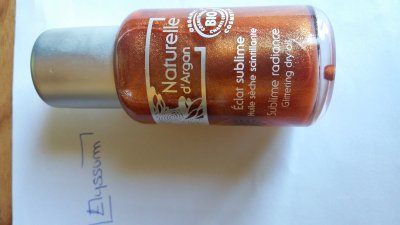 BIO
Naturelle
d'Argan
Éclat sublime
Huile sèche scintillante
Sublime radiance
Glittering dry oil
Elyssum